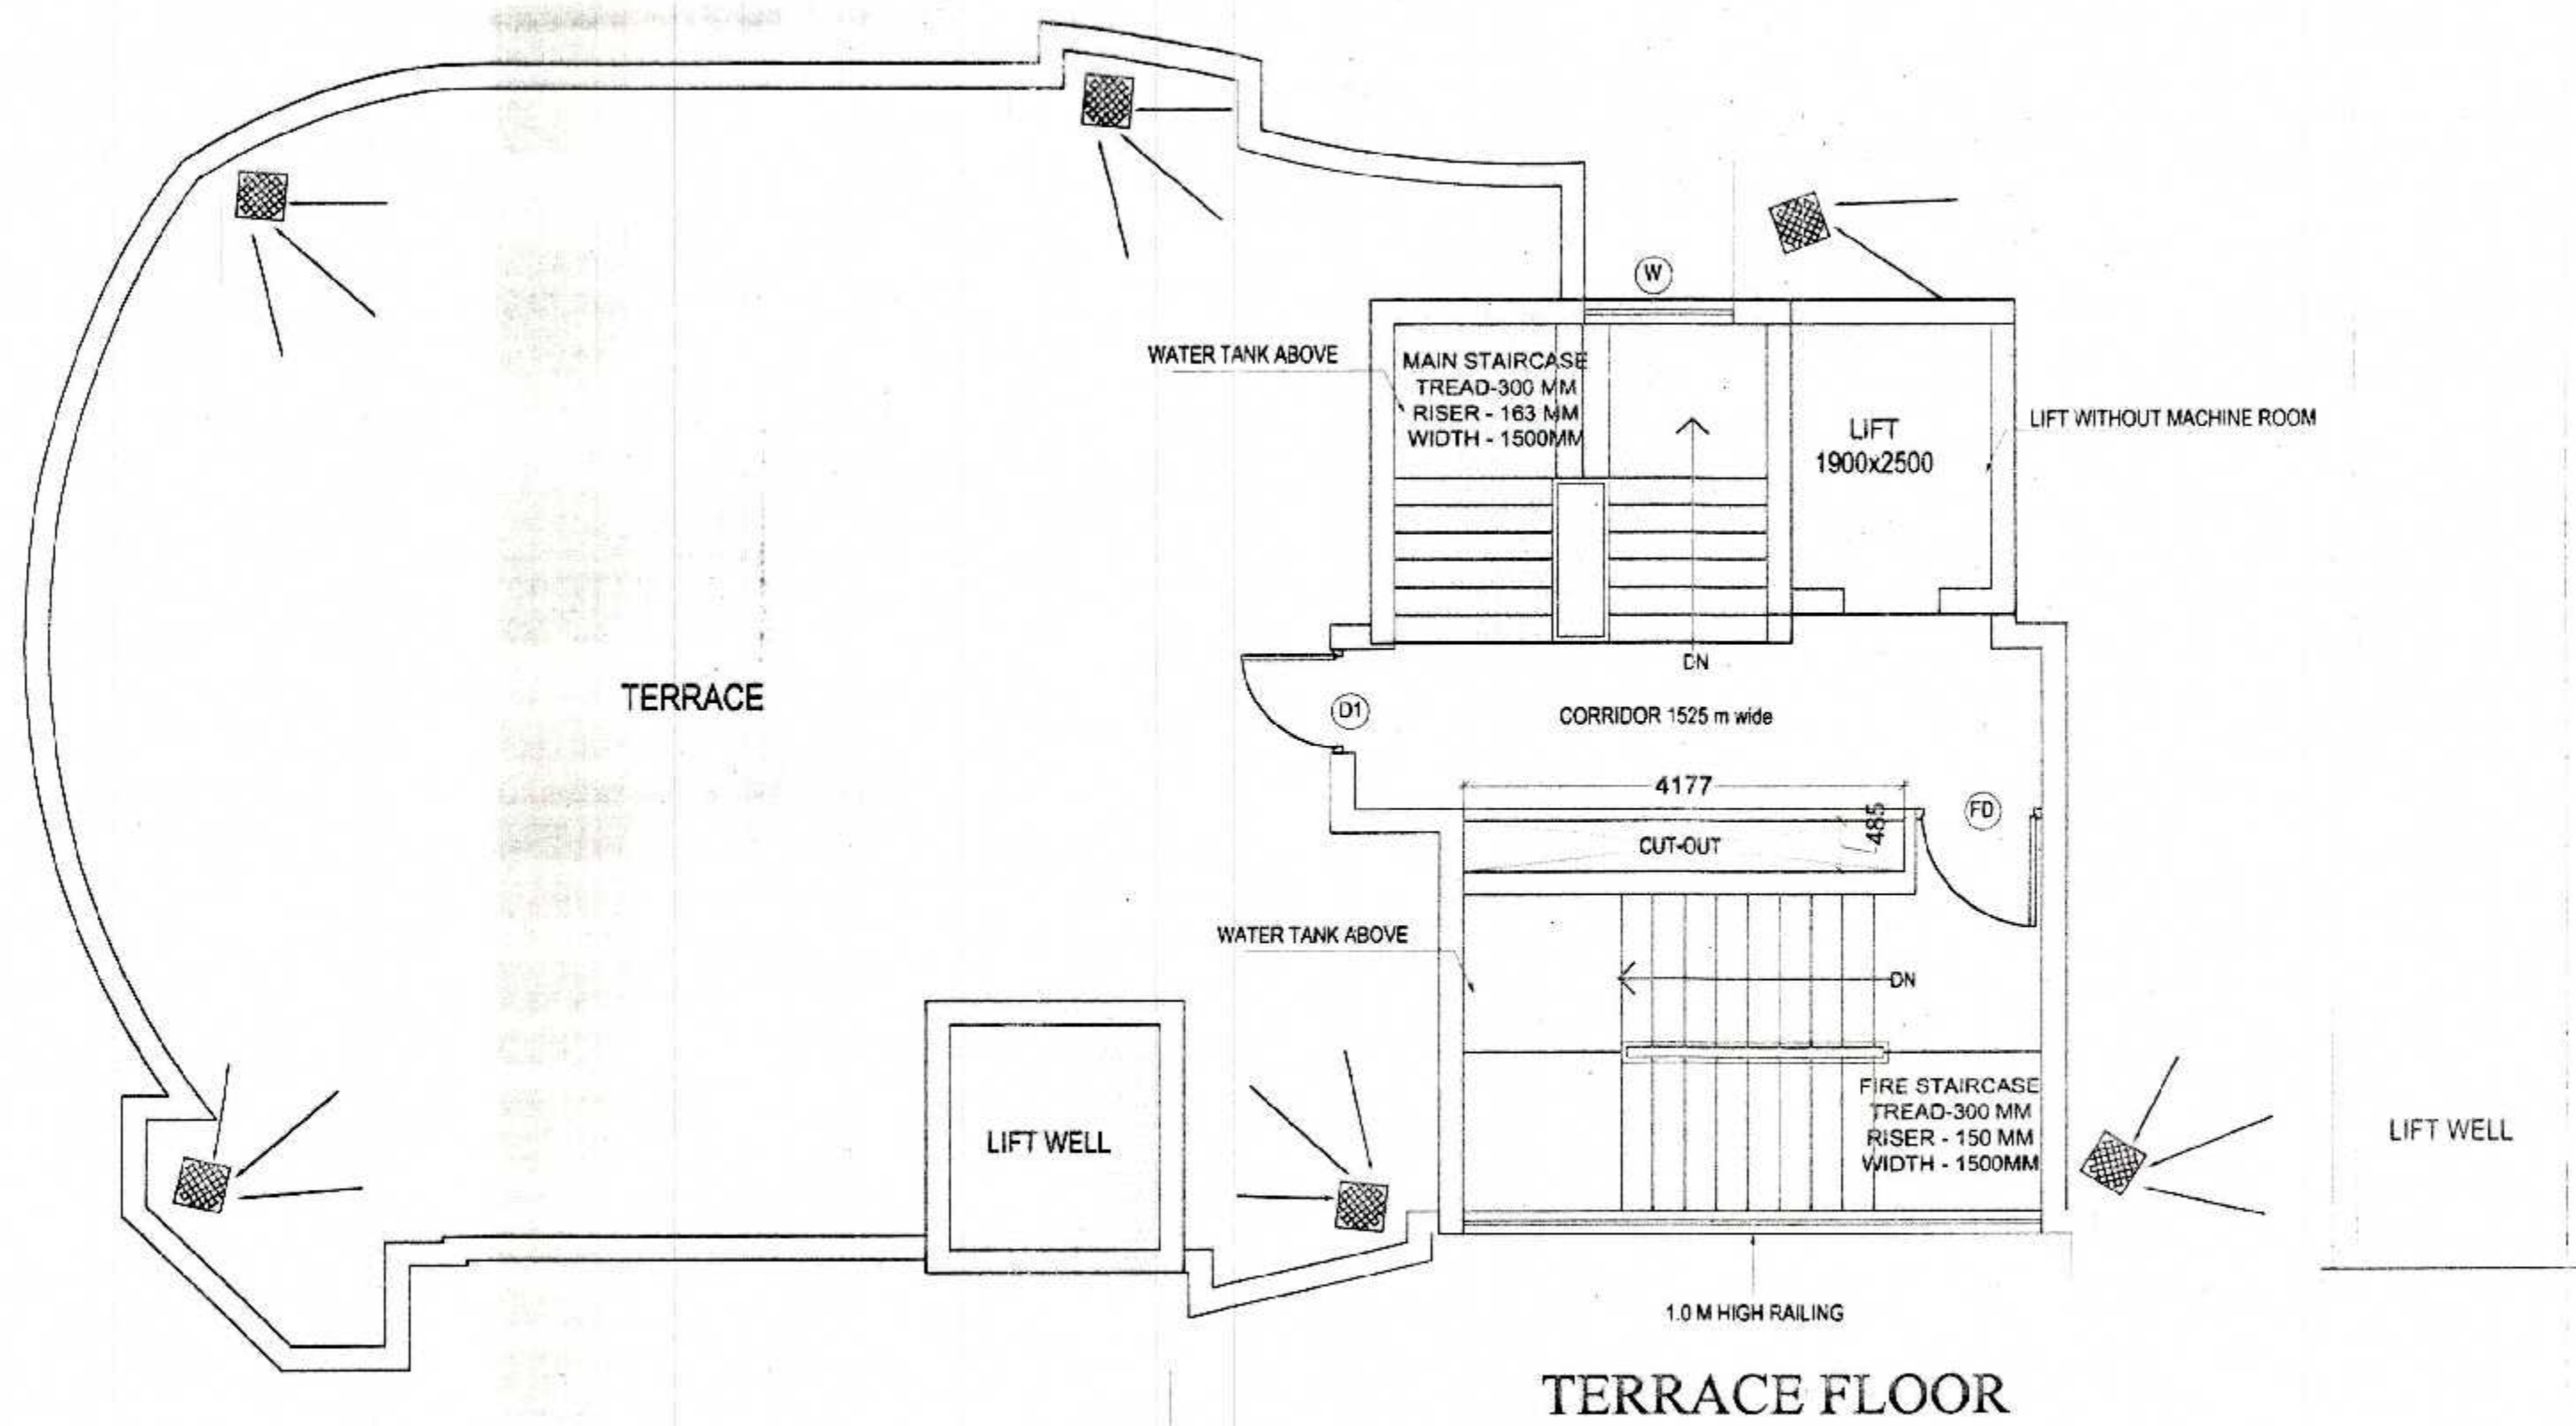 W
WATER TANK ABOVE
MAIN STAIRCASE
TREAD-300 MM
RISER - 163 MM
WIDTH - 1500MM
LIFT
1900x2500
LIFT WITHOUT MACHINE ROOM
DN
TERRACE
D1
CORRIDOR 1525 m wide
4177
485
FD
CUT-OUT
WATER TANK ABOVE
DN
FIRE STAIRCASE
TREAD-300 MM
RISER - 150 MM
WIDTH - 1500MM
LIFT WELL
LIFT WELL
1.0 M HIGH RAILING
TERRACE FLOOR